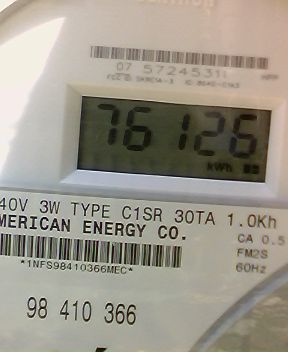 07 57245311
76126
kWh
40V 3W TYPE C1SR 30TA 1.0Kh
MERICAN ENERGY CO.
CA 0.5
*1NFS98410366MEC*
FM2S
60Hz
98 410 366